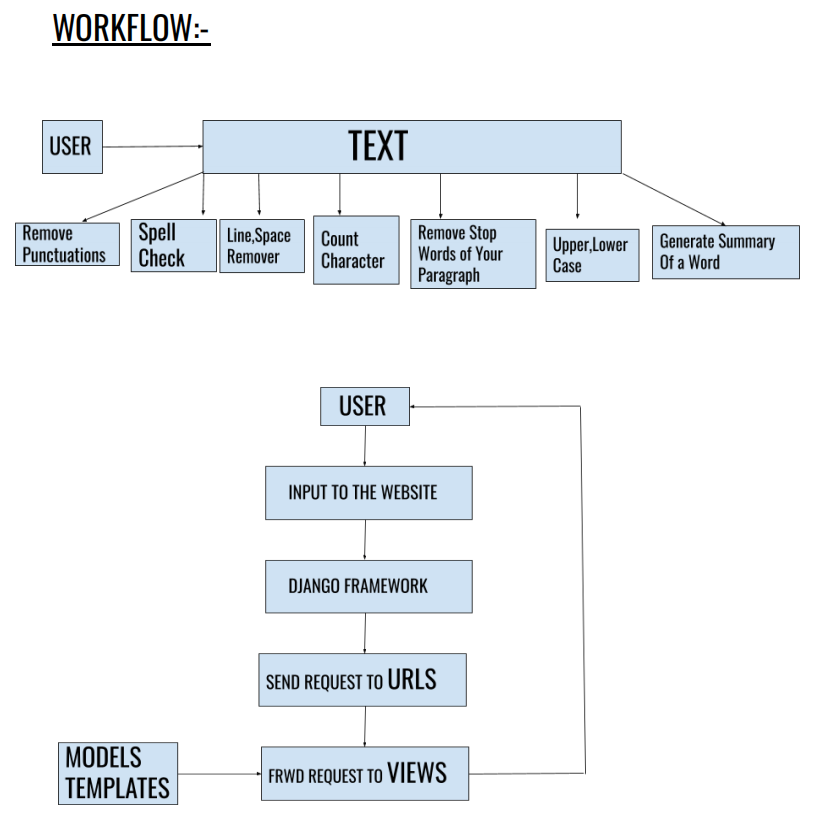 WORKFLOW:-
USER
TEXT
Remove
Punctuations
Spell
Check
Line,Space
Remover
Count
Character
Remove Stop
Words of Your
Paragraph
Upper,Lower
Case
Generate Summary
Of a Word
USER
INPUT TO THE WEBSITE
DJANGO FRAMEWORK
SEND REQUEST TO URLS
MODELS
TEMPLATES
FRWD REQUEST TO VIEWS